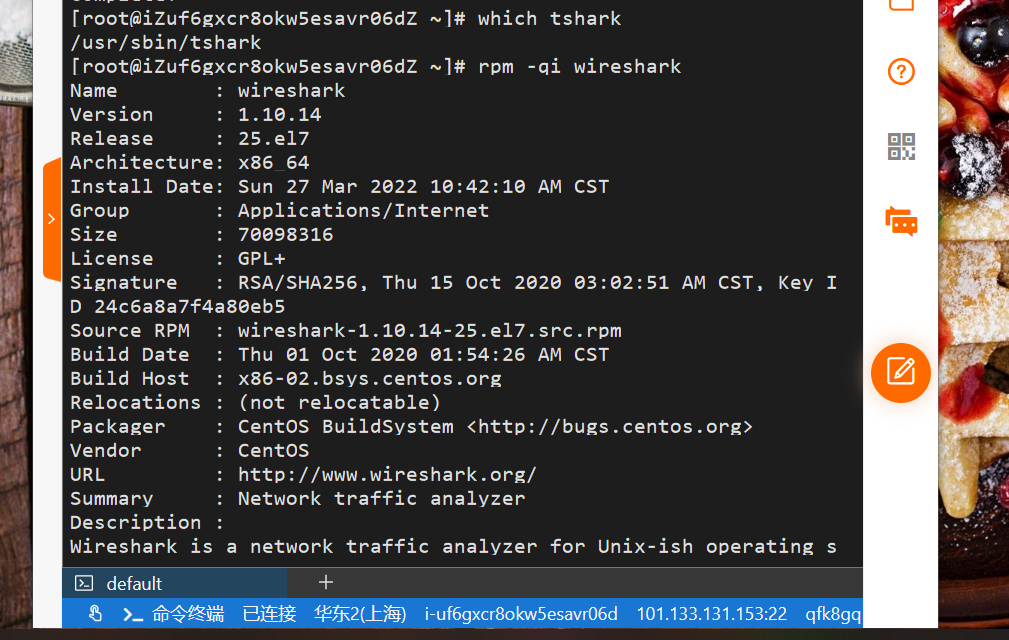 [root@iZuf6gxcr8okw5esavr06dZ ~]# which tshark
/usr/sbin/tshark
[root@iZuf6gxcr8okw5esavr06dZ ~]# rpm -qi wireshark
Name        : wireshark
Version     : 1.10.14
Release     : 25.el7
Architecture: x86_64
Install Date: Sun 27 Mar 2022 10:42:10 AM CST
Group       : Applications/Internet
Size        : 70098316
License     : GPL+
Signature   : RSA/SHA256, Thu 15 Oct 2020 03:02:51 AM CST, Key I
D 24c6a8a7f4a80eb5
Source RPM  : wireshark-1.10.14-25.el7.src.rpm
Build Date  : Thu 01 Oct 2020 01:54:26 AM CST
Build Host  : x86-02.bsys.centos.org
Relocations : (not relocatable)
Packager    : CentOS BuildSystem <http://bugs.centos.org>
Vendor      : CentOS
URL         : http://www.wireshark.org/
Summary     : Network traffic analyzer
Description :
Wireshark is a network traffic analyzer for Unix-ish operating s
default +
命令终端 已连接 华东2(上海) i-uf6gxcr8okw5esavr06d 101.133.131.153:22 qfk8gq